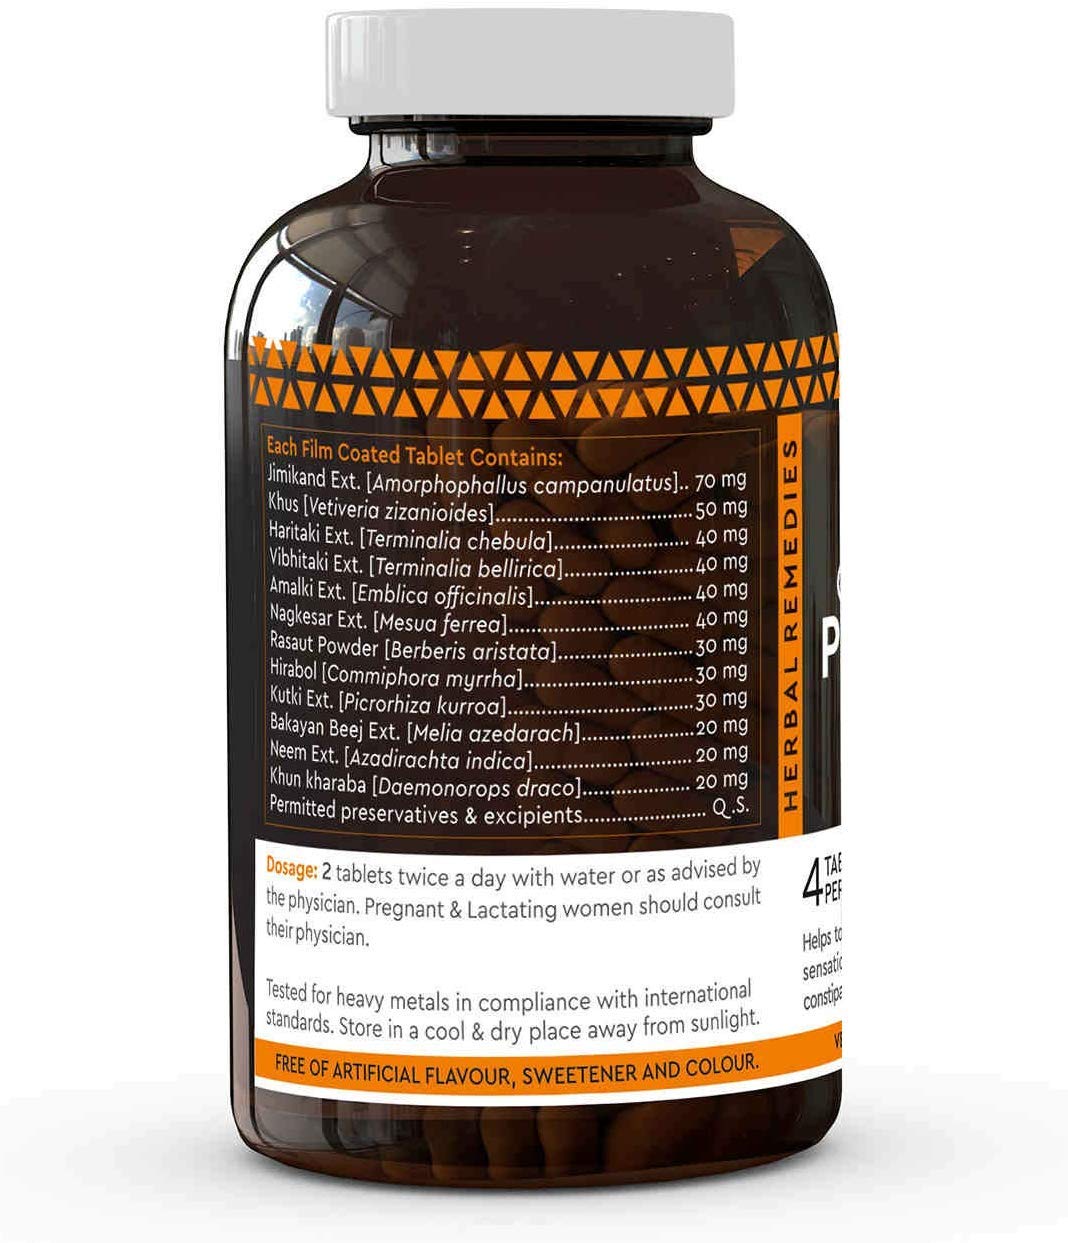 Each Film Coated Tablet Contains:
Jimikand Ext. [Amorphophallus campanulatus].. 70 mg
Khus [Vetiveria zizanioides]................................50 mg
Haritaki Ext. [Terminalia chebula]...................... 40 mg
Vibhitaki Ext. [Terminalia bellirica].....................40 mg
Amalki Ext. [Emblica officinalis]..........................40 mg
Nagkesar Ext. [Mesua ferrea]..............................40 mg
Rasaut Powder [Berberis aristata]......................30 mg
Hirabol [Commiphora myrrha]............................30 mg
Kutki Ext. [Picrorhiza kurroa]..............................30 mg
Bakayan Beej Ext. [Melia azedarach]...................20 mg
Neem Ext. [Azadirachta indica].......................... 20 mg
Khun kharaba [Daemonorops draco].................. 20 mg
Permitted preservatives & excipients.................... Q.S.
HERBAL REMEDIES
Dosage: 2 tablets twice a day with water or as advised by
the physician. Pregnant & Lactating women should consult
their physician.
Tested for heavy metals in compliance with international
standards. Store in a cool & dry place away from sunlight.
FREE OF ARTIFICIAL FLAVOUR, SWEETENER AND COLOUR.
P
4 TAB
PER
Helps to
sensatio
constipa
VE